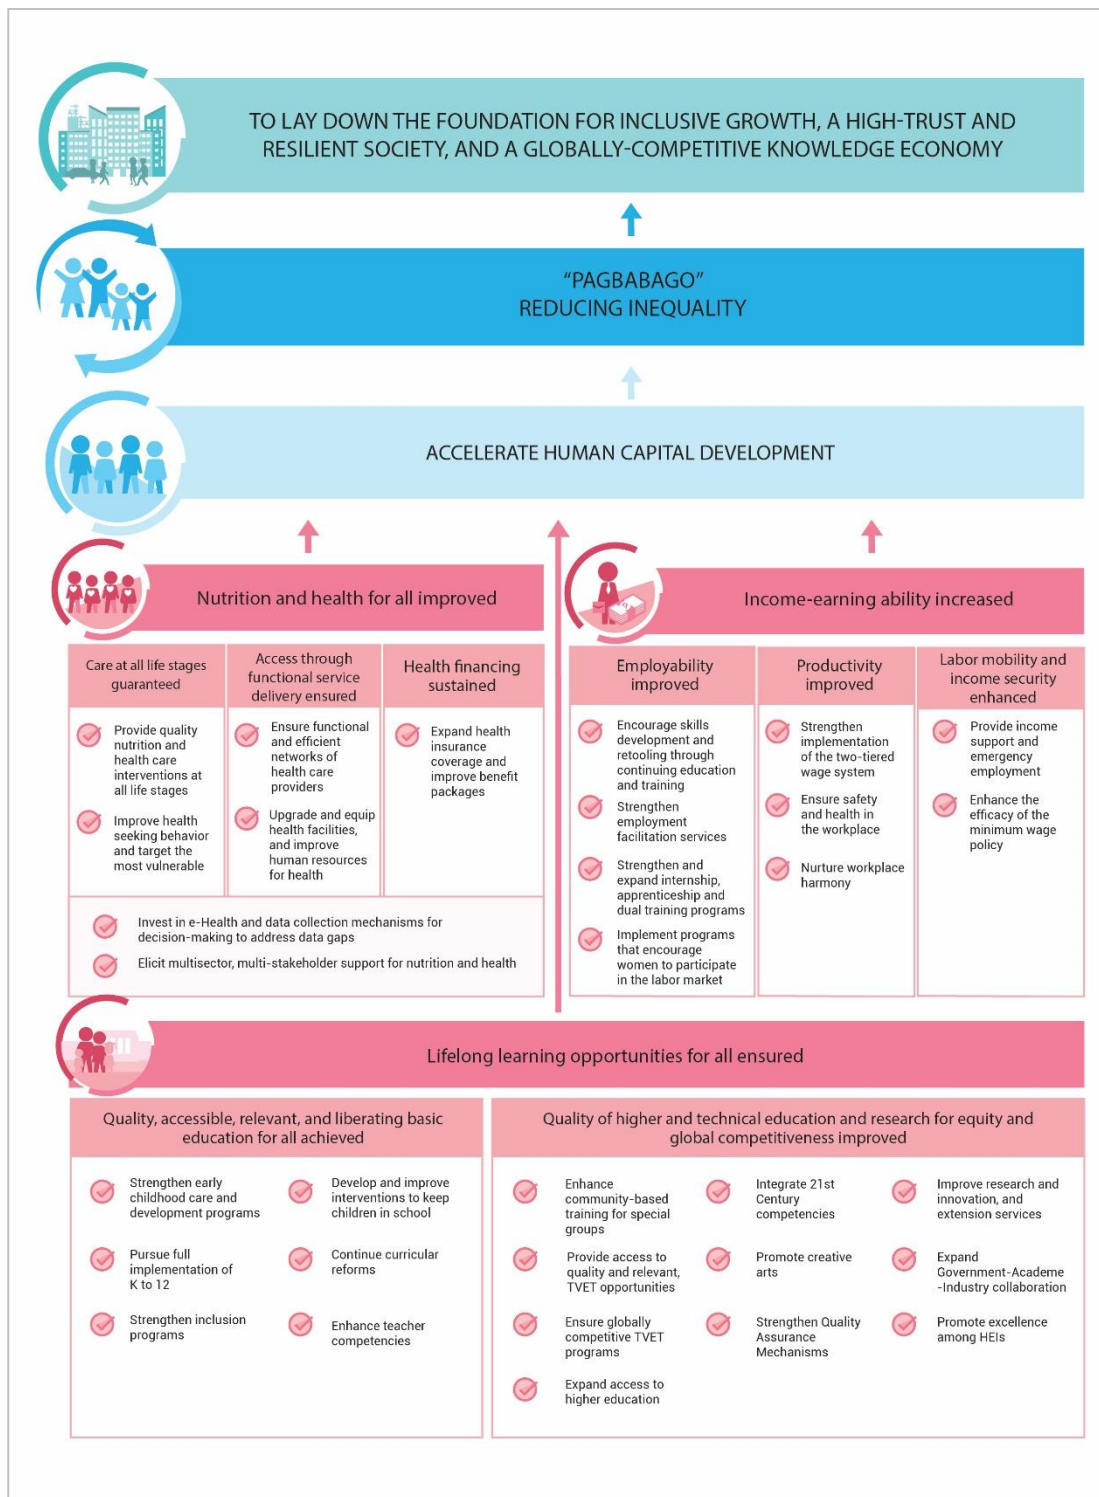 TO LAY DOWN THE FOUNDATION FOR INCLUSIVE GROWTH, A HIGH-TRUST AND
RESILIENT SOCIETY, AND A GLOBALLY-COMPETITIVE KNOWLEDGE ECONOMY
“PAGBABAGO”
REDUCING INEQUALITY
ACCELERATE HUMAN CAPITAL DEVELOPMENT
Nutrition and health for all improved
Care at all life stages
guaranteed
Provide quality
nutrition and
health care
interventions at
all life stages
Improve health
seeking behavior
and target the
most vulnerable
Access through
functional service
delivery ensured
Ensure functional
and efficient
networks of
health care
providers
Upgrade and equip
health facilities,
and improve
human resources
for health
Health financing
sustained
Expand health
insurance
coverage and
improve benefit
packages
Invest in e-Health and data collection mechanisms for
decision-making to address data gaps
Elicit multisector, multi-stakeholder support for nutrition and health
Income-earning ability increased
Employability
improved
Encourage skills
development and
retooling through
continuing education
and training
Strengthen
employment
facilitation services
Strengthen and
expand internship,
apprenticeship and
dual training programs
Implement programs
that encourage
women to participate
in the labor market
Productivity
improved
Strengthen
implementation
of the two-tiered
wage system
Ensure safety
and health in
the workplace
Nurture workplace
harmony
Labor mobility and
income security
enhanced
Provide income
support and
emergency
employment
Enhance the
efficacy of the
minimum wage
policy
Lifelong learning opportunities for all ensured
Quality, accessible, relevant, and liberating basic
education for all achieved
Strengthen early
childhood care and
development programs
Pursue full
implementation of
K to 12
Strengthen inclusion
programs
Develop and improve
interventions to keep
children in school
Continue curricular
reforms
Enhance teacher
competencies
Quality of higher and technical education and research for equity and
global competitiveness improved
Enhance
community-based
training for special
groups
Provide access to
quality and relevant,
TVET opportunities
Ensure globally
competitive TVET
programs
Expand access to
higher education
Integrate 21st
Century
competencies
Promote creative
arts
Strengthen Quality
Assurance
Mechanisms
Improve research and
innovation, and
extension services
Expand
Government-Academe
-Industry collaboration
Promote excellence
among HEIs